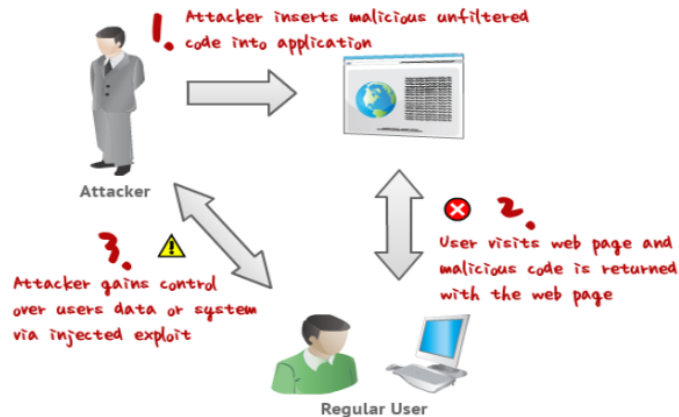 1. Attacker inserts malicious unfiltered
code into application
Attacker
2.
User visits web page and
malicious code is returned
with the web page
3.
Attacker gains control
over users data or system
via injected exploit
Regular User